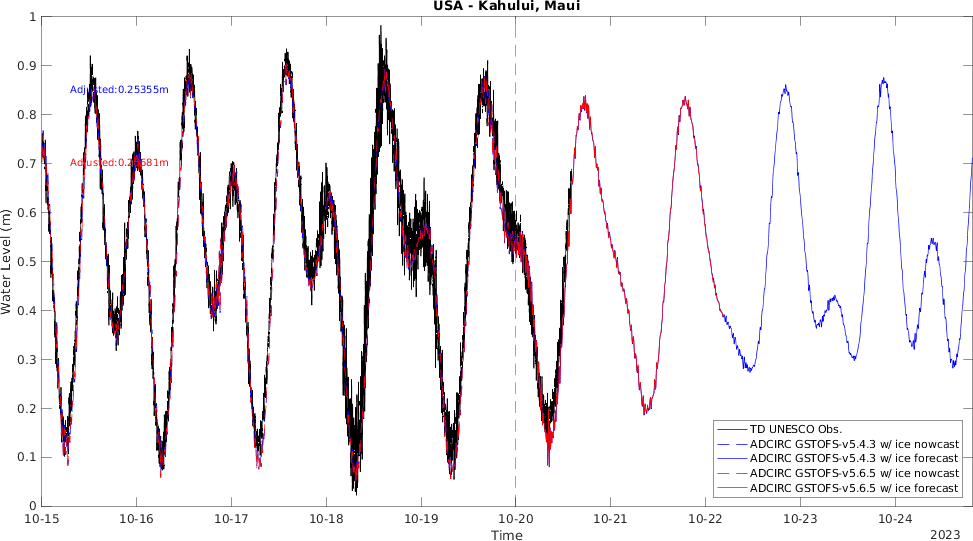 USA - Kahului, Maui
1
0.9
0.8
0.7
0.6
0.5
0.4
0.3
0.2
0.1
0
Water Level (m)
Adjusted:0.25355m
TD UNESCO Obs.
ADCIRC GSTOFS-v5.4.3 w/ ice nowcast
ADCIRC GSTOFS-v5.4.3 w/ ice forecast
ADCIRC GSTOFS-v5.6.5 w/ ice nowcast
ADCIRC GSTOFS-v5.6.5 w/ ice forecast
10-15 10-16 10-17 10-18 10-19 10-20 10-21 10-22 10-23 10-24
Time
2023